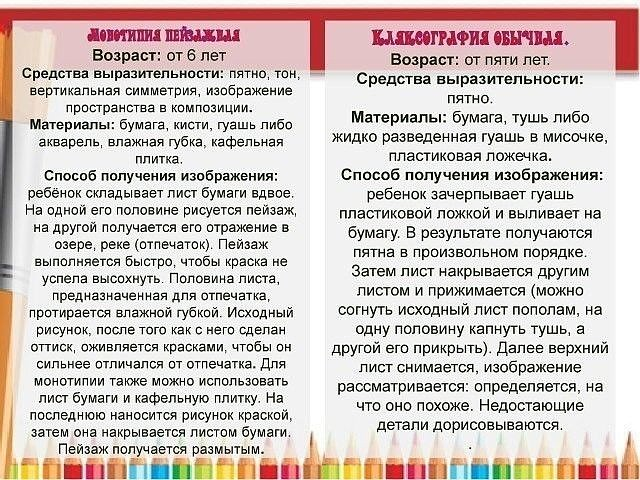 Монотипия пейзажная
Возраст: от 6 лет
Средства выразительности: пятно, тон,
вертикальная симметрия, изображение
пространства в композиции.
Материалы: бумага, кисти, гуашь либо
акварель, влажная губка, кафельная
плитка.
Способ получения изображения:
ребёнок складывает лист бумаги вдвое.
На одной его половине рисуется пейзаж,
на другой получается его отражение в
озере, реке (отпечаток). Пейзаж
выполняется быстро, чтобы краска не
успела высохнуть. Половина листа,
предназначенная для отпечатка,
протирается влажной губкой. Исходный
рисунок, после того как с него сделан
оттиск, оживляется красками, чтобы он
сильнее отличался от отпечатка. Для
монотипии также можно использовать
лист бумаги и кафельную плитку. На
последнюю наносится рисунок краской,
затем она накрывается листом бумаги.
Пейзаж получается размытым.
Кляксография обычная.
Возраст: от пяти лет.
Средства выразительности:
пятно.
Материалы: бумага, тушь либо
жидко разведенная гуашь в мисочке,
пластиковая ложечка.
Способ получения изображения:
ребенок зачерпывает гуашь
пластиковой ложкой и выливает на
бумагу. В результате получаются
пятна в произвольном порядке.
Затем лист накрывается другим
листом и прижимается (можно
согнуть исходный лист пополам, на
одну половину капнуть тушь, а
другой его прикрыть). Далее верхний
лист снимается, изображение
рассматривается: определяется, на
что оно похоже. Недостающие
детали дорисовываются.
.